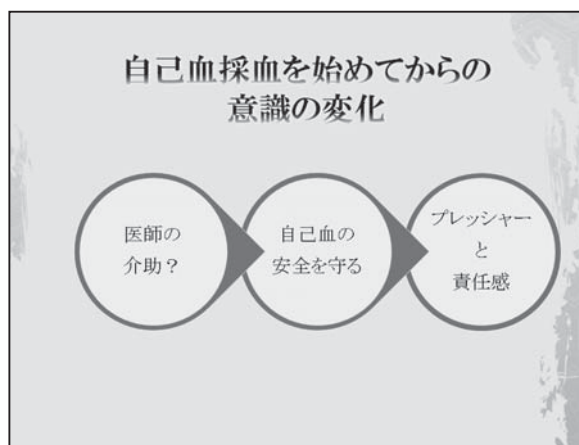 自己血採血を始めてからの
意識の変化
医師の
介助？
自己血の
安全を守る
プレッシャー
と
責任感